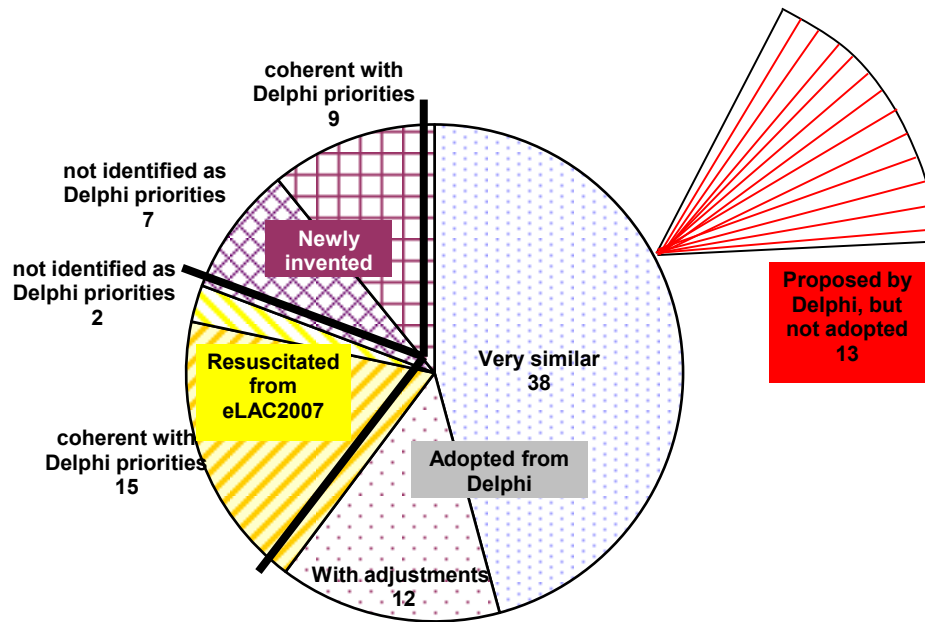 coherent with
Delphi priorities
9
not identified as
Delphi priorities
7
Newly
invented
not identified as
Delphi priorities
2
Proposed by
Delphi, but
not adopted
13
Very similar
38
Resuscitated
from
eLAC2007
coherent with
Delphi priorities
15
Adopted from
Delphi
With adjustments
12